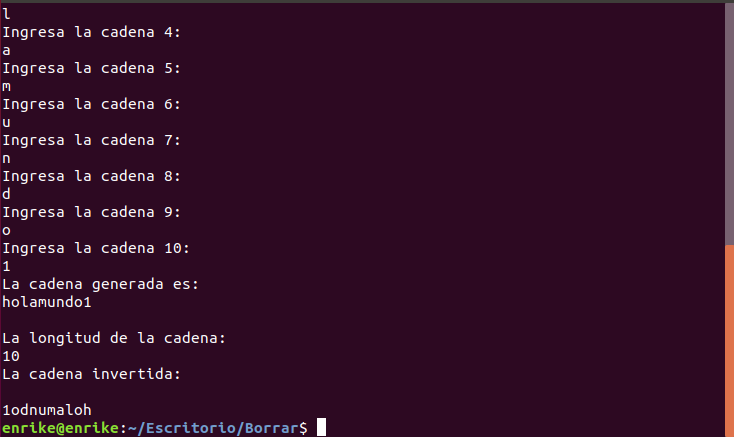 l
Ingresa la cadena 4:
a
Ingresa la cadena 5:
m
Ingresa la cadena 6:
u
Ingresa la cadena 7:
n
Ingresa la cadena 8:
d
Ingresa la cadena 9:
o
Ingresa la cadena 10:
1
La cadena generada es:
holamundo1
La longitud de la cadena:
10
La cadena invertida:
1odnumaloh
enrike@enrike:~/Escritorio/Borrar$